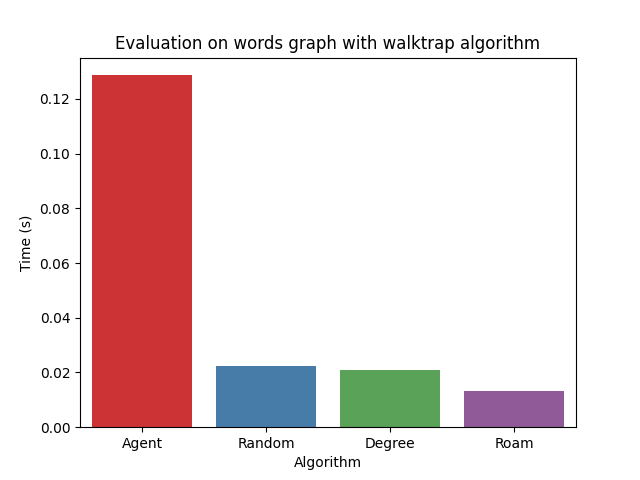 Evaluation on words graph with walktrap algorithm
Time (s)
0.12
0.10
0.08
0.06
0.04
0.02
0.00
Agent Random Degree Roam
Algorithm